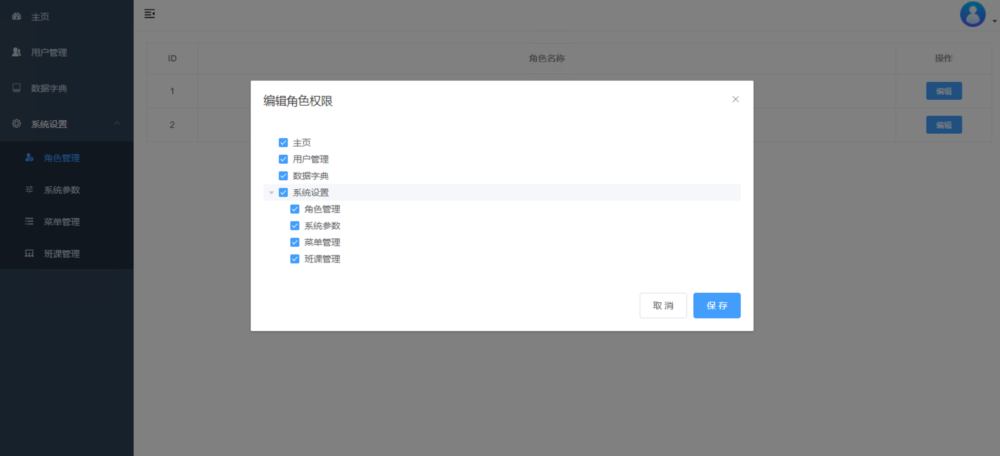 主页
用户管理
数据字典
系统设置
角色管理
系统参数
菜单管理
班课管理
ID
角色名称
操作
1
编辑
2
编辑
编辑角色权限
主页
用户管理
数据字典
系统设置
角色管理
系统参数
菜单管理
班课管理
取 消
保 存